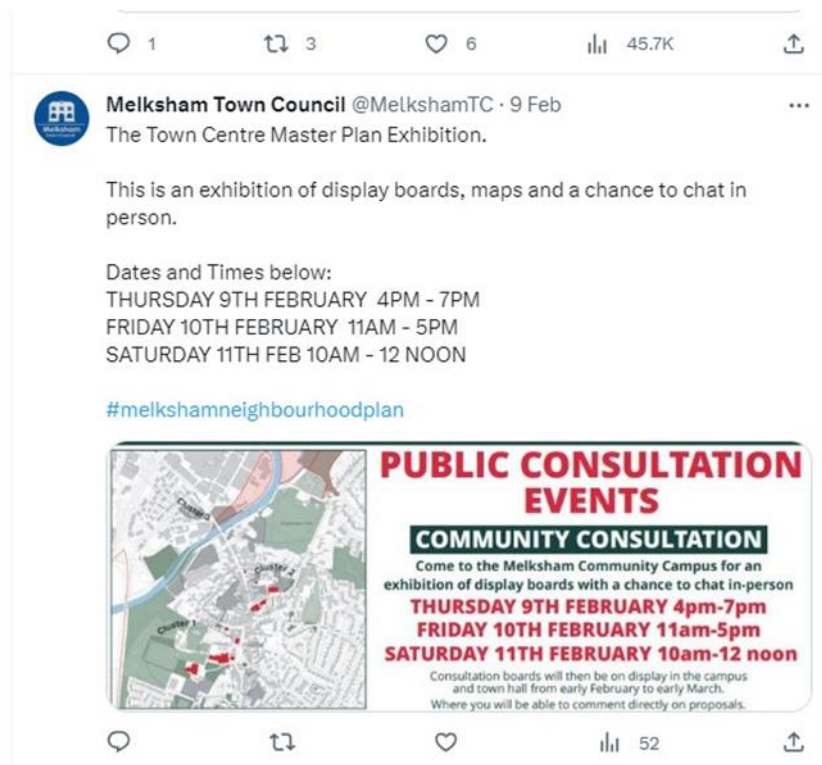 1 3 6 45.7K
Melksham Town Council @MelkshamTC · 9 Feb
The Town Centre Master Plan Exhibition.
This is an exhibition of display boards, maps and a chance to chat in
person.
Dates and Times below:
THURSDAY 9TH FEBRUARY 4PM - 7PM
FRIDAY 10TH FEBRUARY 11AM - 5PM
SATURDAY 11TH FEB 10AM - 12 NOON
#melkshamneighbourhoodplan
Melksham
Cluster
Cluster 2
Cluster 1
PUBLIC CONSULTATION
EVENTS
COMMUNITY CONSULTATION
Come to the Melksham Community Campus for an
exhibition of display boards with a chance to chat in-person
THURSDAY 9TH FEBRUARY 4pm-7pm
FRIDAY 10TH FEBRUARY 11am-5pm
SATURDAY 11TH FEBRUARY 10am-12 noon
Consultation boards will then be on display in the campus
and town hall from early February to early March.
Where you will be able to comment directly on proposals.
52